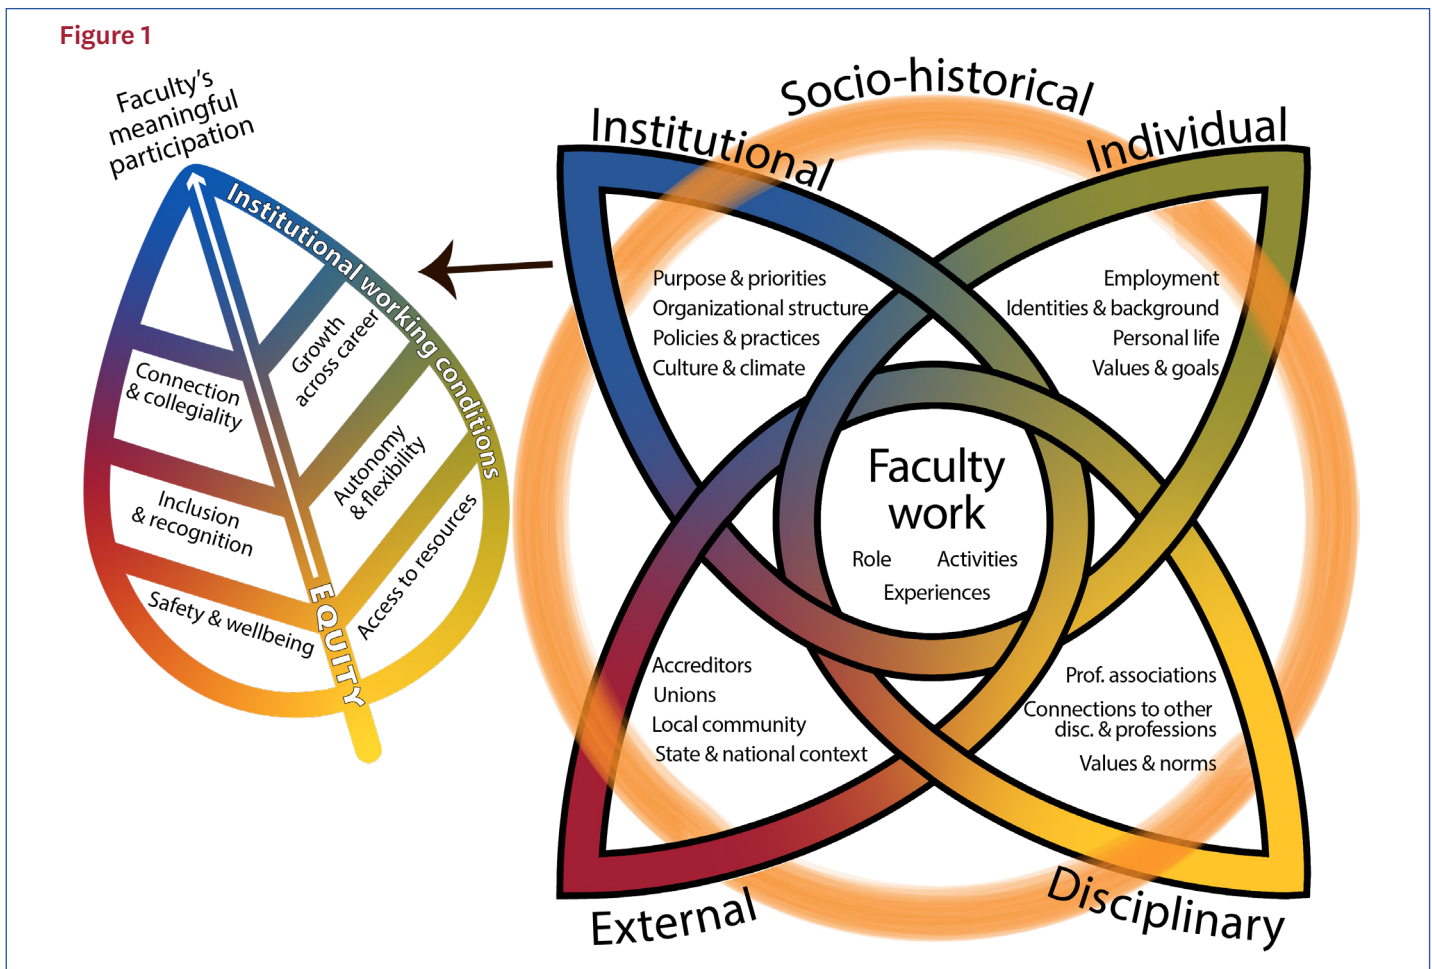 Figure 1
Faculty's
meaningful
participation
Institutional working conditions
Growth
across career
Connection
& collegiality
Autonomy
& flexibility
Inclusion
& recognition
Access to resources
Safety & wellbeing
EQUITY
Socio-historical
Institutional
Individual
Purpose & priorities
Organizational structure
Policies & practices
Culture & climate
Employment
Identities & background
Personal life
Values & goals
Faculty
work
Role Activities
Experiences
Accreditors
Unions
Local community
State & national context
Prof. associations
Connections to other
disc. & professions
Values & norms
External
Disciplinary